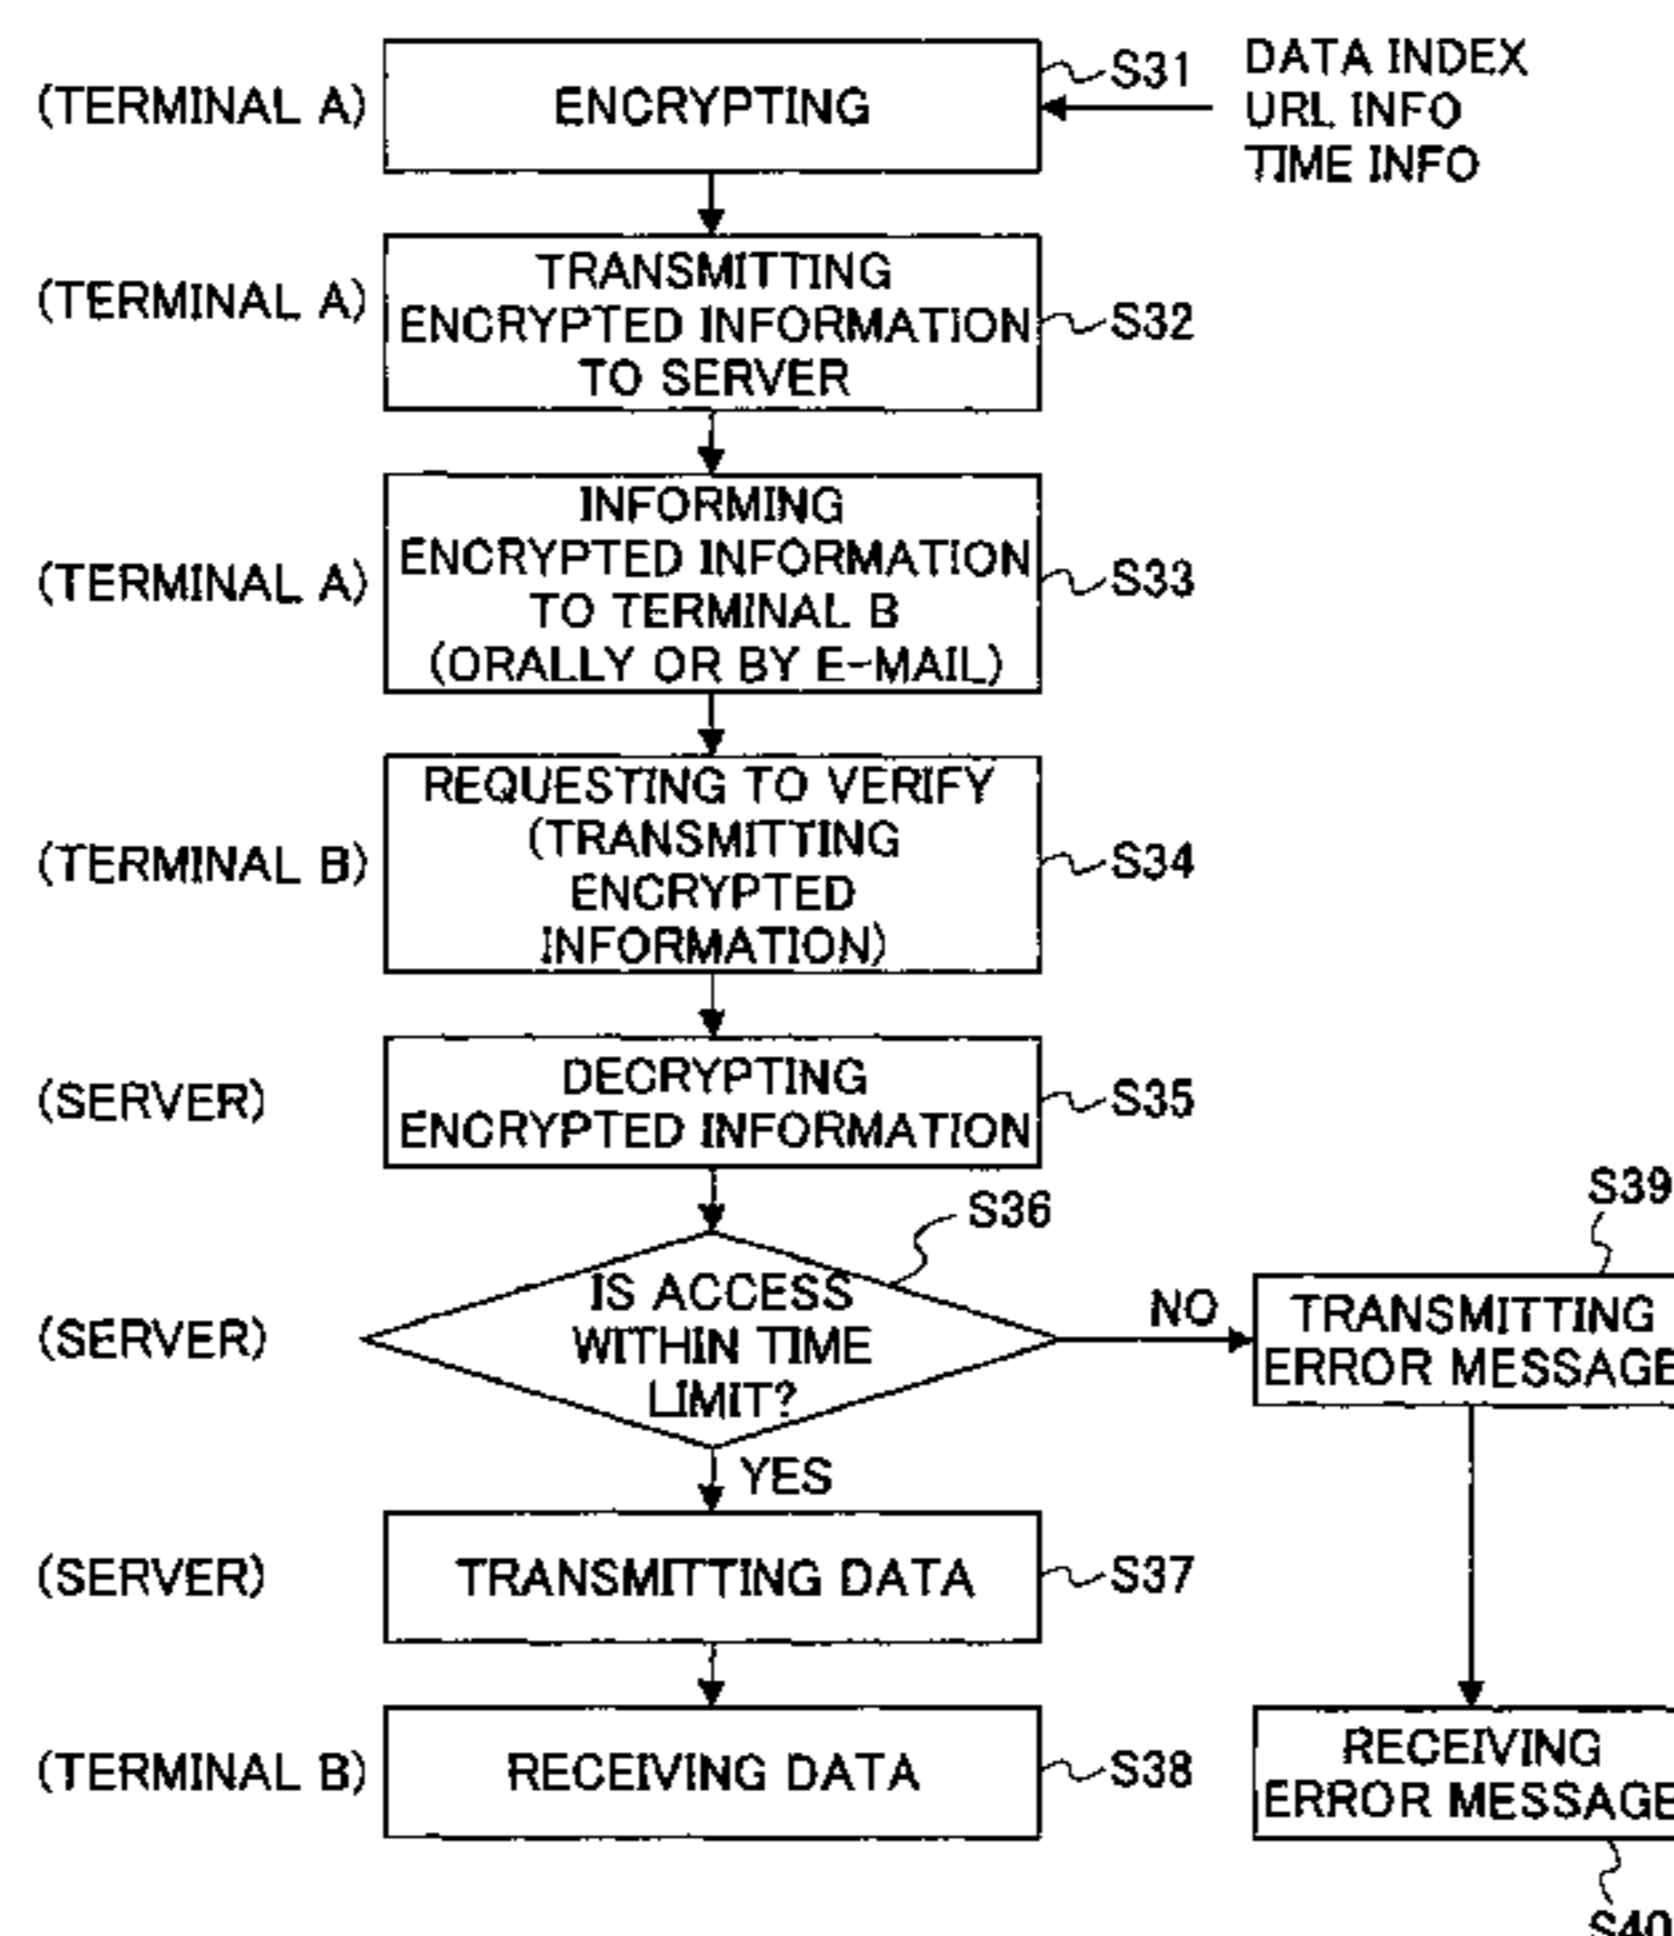 (TERMINAL A)
ENCRYPTING
S31
DATA INDEX
URL INFO
TIME INFO
(TERMINAL A)
TRANSMITTING
ENCRYPTED INFORMATION
TO SERVER
S32
(TERMINAL A)
INFORMING
ENCRYPTED INFORMATION
TO TERMINAL B
(ORALLY OR BY E-MAIL)
S33
(TERMINAL B)
REQUESTING TO VERIFY
(TRANSMITTING
ENCRYPTED
INFORMATION)
S34
(SERVER)
DECRYPTING
ENCRYPTED INFORMATION
S35
(SERVER)
IS ACCESS
WITHIN TIME
LIMIT?
S36
NO
S39
TRANSMITTING
ERROR MESSAGE
YES
(SERVER)
TRANSMITTING DATA
S37
(TERMINAL B)
RECEIVING DATA
S38
RECEIVING
ERROR MESSAGE
S40